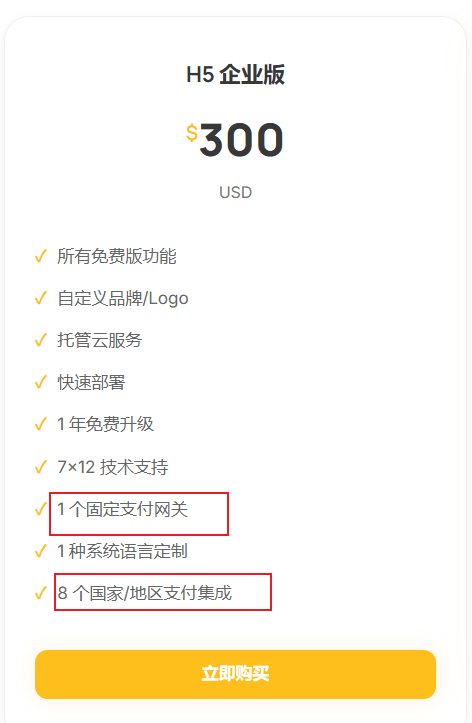 H5 企业版
$300
USD
✓ 所有免费版功能
✓ 自定义品牌/Logo
✓ 托管云服务
✓ 快速部署
✓ 1 年免费升级
✓ 7×12 技术支持
✓ 1 个固定支付网关
✓ 1 种系统语言定制
✓ 8 个国家/地区支付集成
立即购买